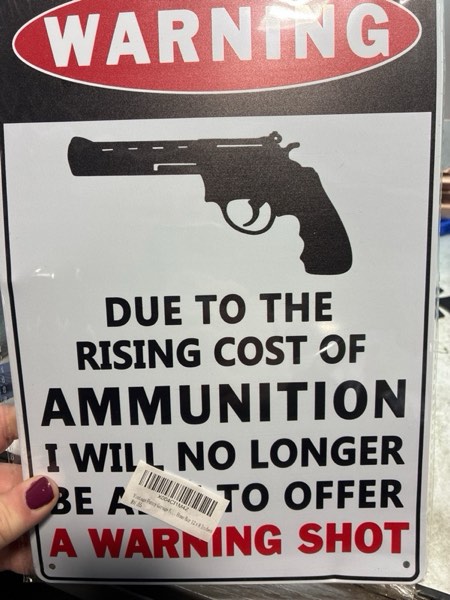 WARNING
DUE TO THE
RISING COST OF
AMMUNITION
I WILL NO LONGER
BE A TO OFFER
A WARNING SHOT